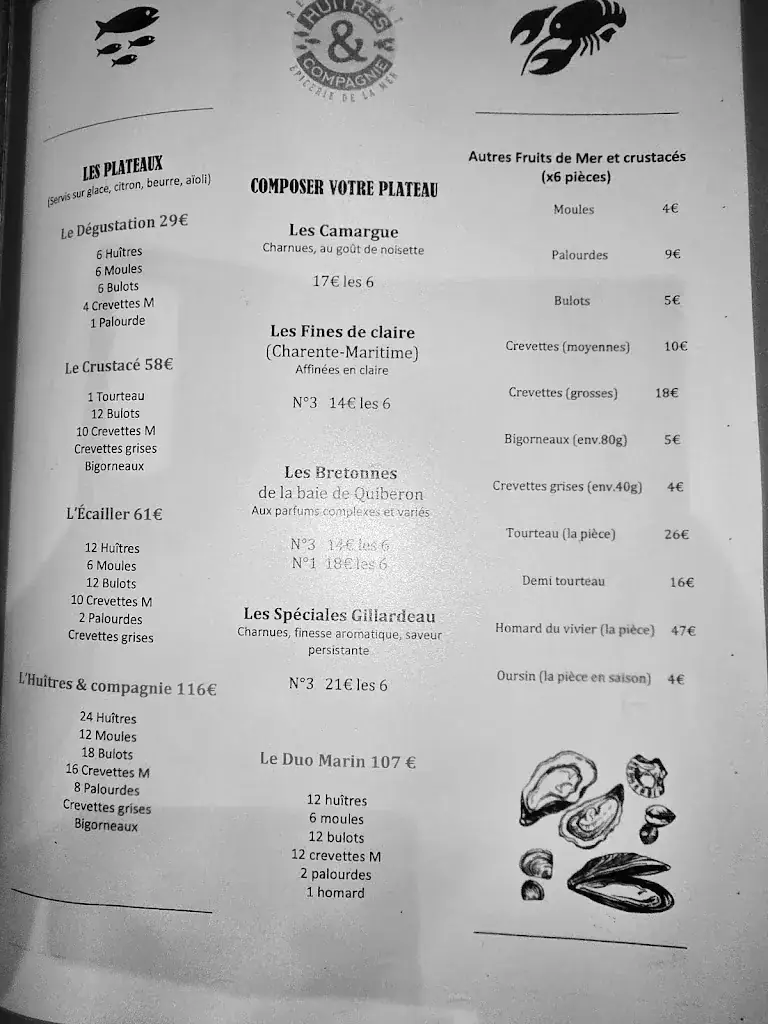 RESTAURANT
HUITRES
&
COMPAGNIE
EPICERIE DE LA MER
LES PLATEAUX
(Servis sur glace, citron, beurre, aïoli)
Le Dégustation 29€
6 Huîtres
6 Moules
6 Bulots
4 Crevettes M
1 Palourde
Le Crustacé 58€
1 Tourteau
12 Bulots
10 Crevettes M
Crevettes grises
Bigorneaux
L'Écailler 61€
12 Huîtres
6 Moules
12 Bulots
10 Crevettes M
2 Palourdes
Crevettes grises
L'Huîtres & compagnie 116€
24 Huîtres
12 Moules
18 Bulots
16 Crevettes M
8 Palourdes
Crevettes grises
Bigorneaux
COMPOSER VOTRE PLATEAU
Les Camargue
Charnues, au goût de noisette
17€ les 6
Les Fines de claire
(Charente-Maritime)
Affinées en claire
N°3 14€ les 6
Les Bretonnes
de la baie de Quiberon
Aux parfums complexes et variés
N°3 14€ les 6
N°1 18€ les 6
Les Spéciales Gillardeau
Charnues, finesse aromatique, saveur
persistante
N°3 21€ les 6
Le Duo Marin 107 €
12 huîtres
6 moules
12 bulots
12 crevettes M
2 palourdes
1 homard
Autres Fruits de Mer et crustacés
(x6 pièces)
Moules 4€
Palourdes 9€
Bulots 5€
Crevettes (moyennes) 10€
Crevettes (grosses) 18€
Bigorneaux (env.80g) 5€
Crevettes grises (env.40g) 4€
Tourteau (la pièce) 26€
Demi tourteau 16€
Homard du vivier (la pièce) 47€
Oursin (la pièce en saison) 4€